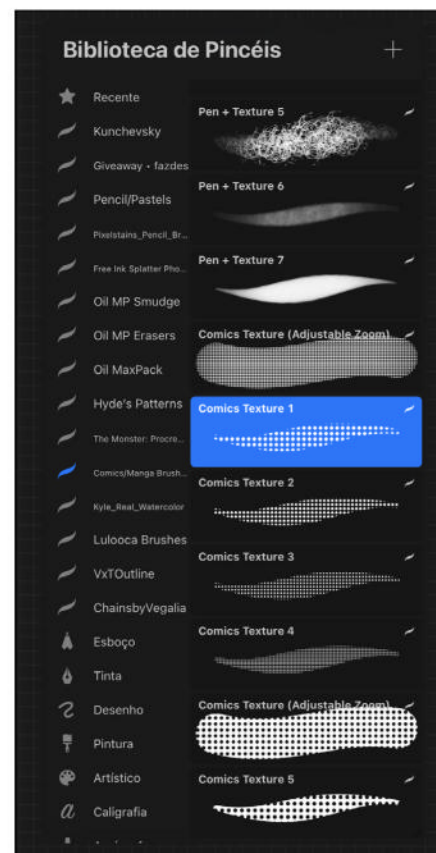 Biblioteca de Pincéis
Recente
Kunchevsky
Giveaway • fazdes
Pencil/Pastels
Pixelstains_Pencil_Br...
Free Ink Splatter Pho...
Oil MP Smudge
Oil MP Erasers
Oil MaxPack
Hyde's Patterns
The Monster: Procre...
Comics/Manga Brush...
Kyle_Real_Watercolor
Lulooca Brushes
VxTOutline
ChainsbyVegalia
Esboço
Tinta
Desenho
Pintura
Artístico
Caligrafia
Pen + Texture 5
Pen + Texture 6
Pen + Texture 7
Comics Texture (Adjustable Zoom)
Comics Texture 1
Comics Texture 2
Comics Texture 3
Comics Texture 4
Comics Texture (Adjustable Zoom)
Comics Texture 5